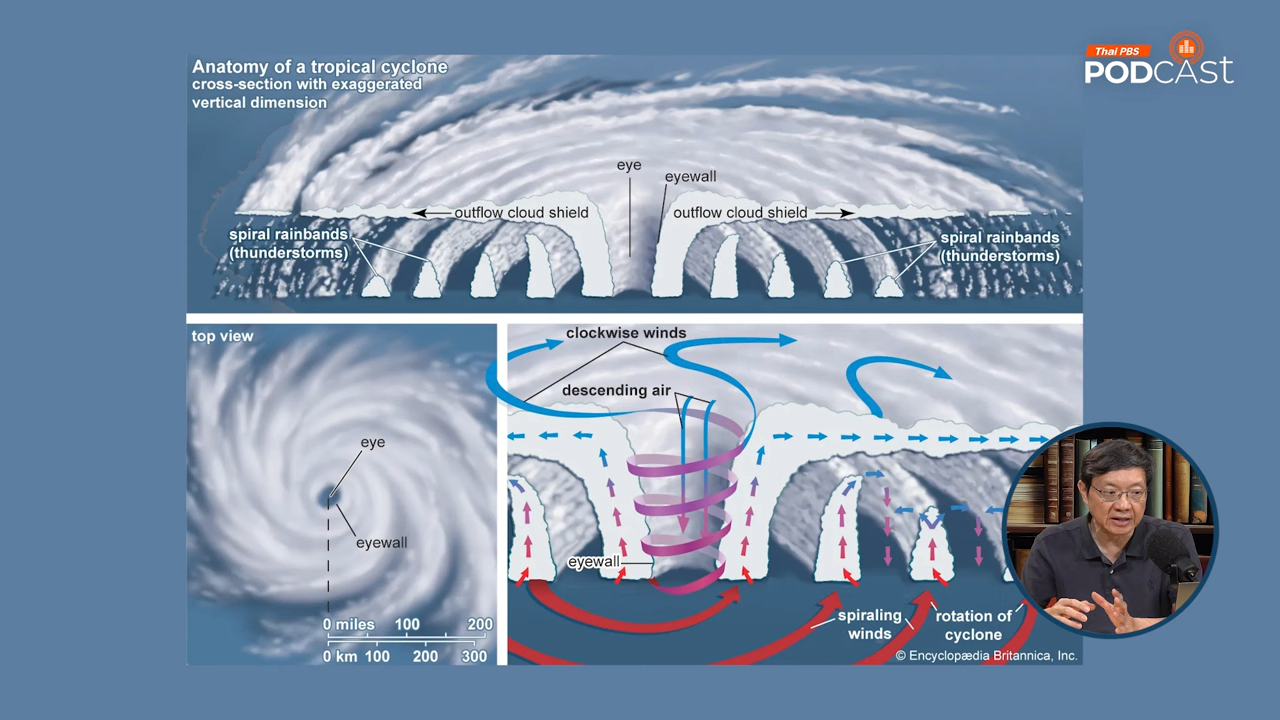 Thai PBS
PODCAST
Anatomy of a tropical cyclone
cross-section with exaggerated
vertical dimension
eye
eyewall
outflow cloud shield
outflow cloud shield
spiral rainbands
(thunderstorms)
spiral rainbands
(thunderstorms)
top view
eye
eyewall
0 miles 100 200
0 km 100 200 300
clockwise winds
descending air
eyewall
spiraling
winds
rotation of
cyclone
© Encyclopædia Britannica, Inc.